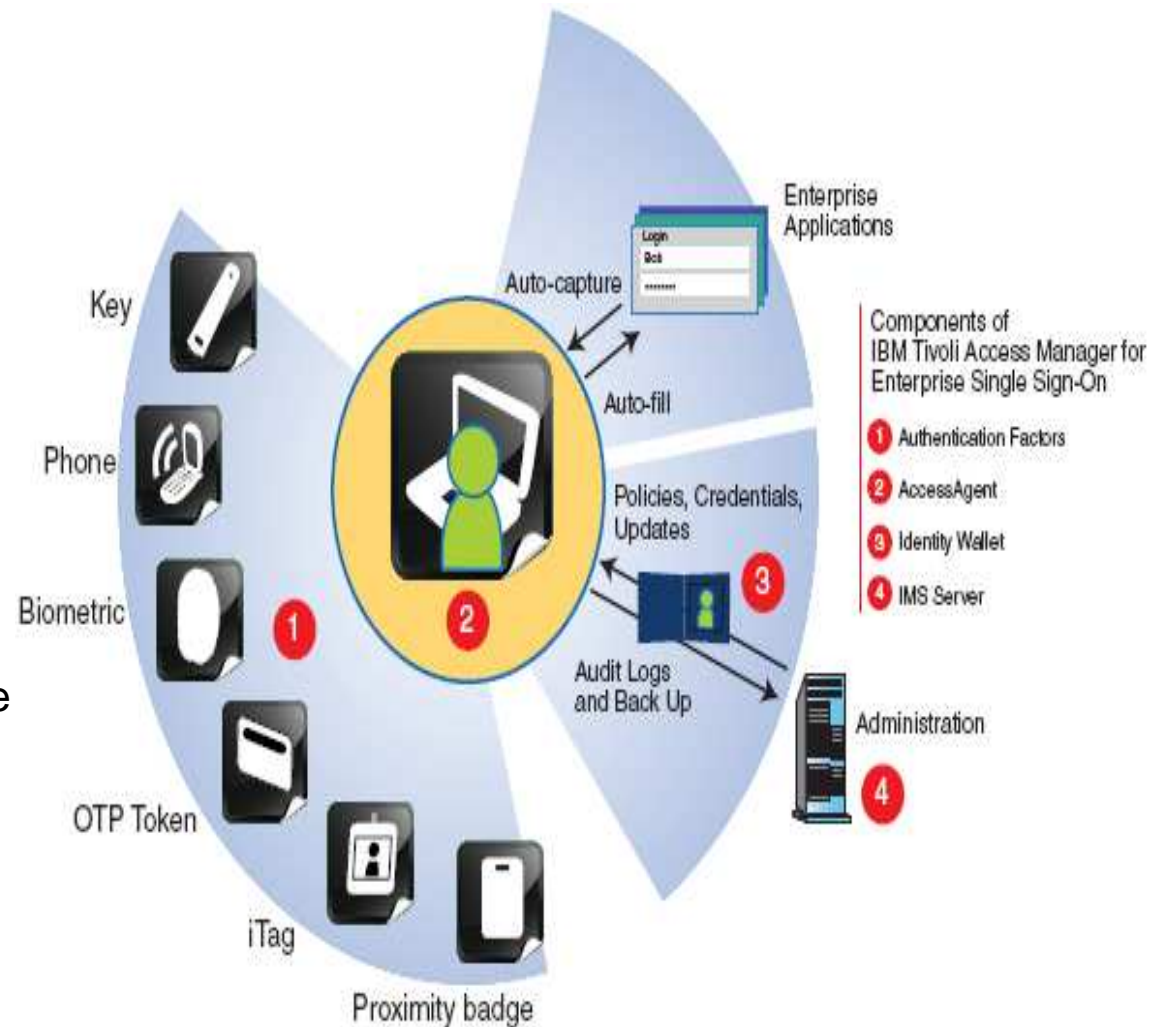 Key
Phone
Biometric
1
e
OTP Token
iTag
Proximity badge
2
Auto-capture
Auto-fill
Login
Bob
••••••••
Enterprise
Applications
Policies, Credentials,
Updates
3
Audit Logs
and Back Up
Administration
4
Components of
IBM Tivoli Access Manager for
Enterprise Single Sign-On
1 Authentication Factors
2 AccessAgent
3 Identity Wallet
4 IMS Server